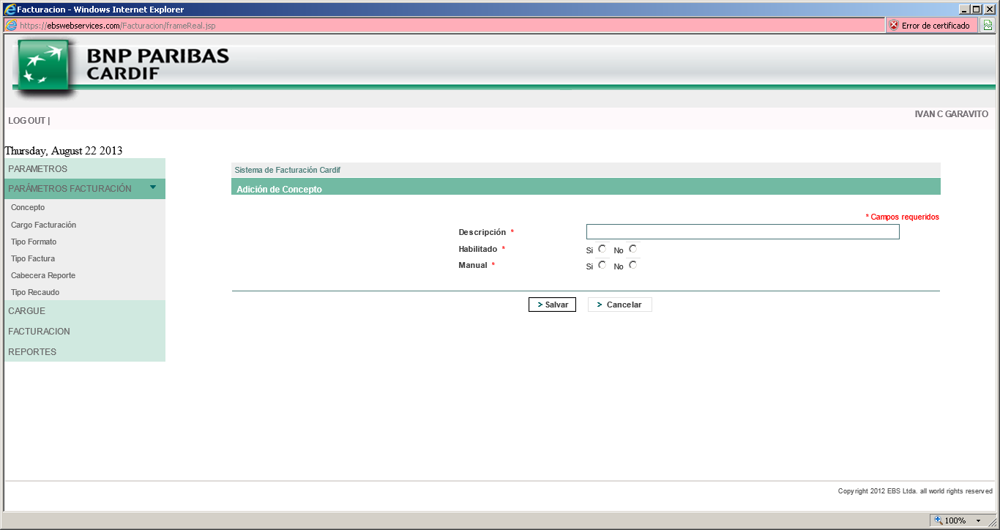 Facturacion - Windows Internet Explorer
https://ebswebservices.com/Facturacion/frameReal.jsp
Error de certificado
BNP PARIBAS
CARDIF
LOG OUT |
IVAN C GARAVITO
Thursday, August 22 2013
PARAMETROS
PARÁMETROS FACTURACIÓN
Concepto
Cargo Facturación
Tipo Formato
Tipo Factura
Cabecera Reporte
Tipo Recaudo
CARGUE
FACTURACION
REPORTES
Sistema de Facturación Cardif
Adición de Concepto
* Campos requeridos
Descripción *
Habilitado * Si No
Manual * Si No
> Salvar > Cancelar
Copyright 2012 EBS Ltda. all world rights reserved
100%